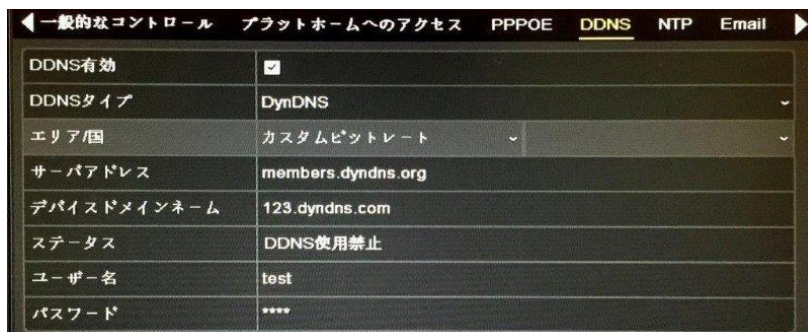 一般的なコントロール プラットホームへのアクセス PPPOE DDNS NTP Email
DDNS有効
DDNSタイプ DynDNS
エリア/国 カスタムビットレート
サーバアドレス members.dyndns.org
デバイスドメインネーム 123.dyndns.com
ステータス DDNS使用禁止
ユーザー名 test
パスワード ****